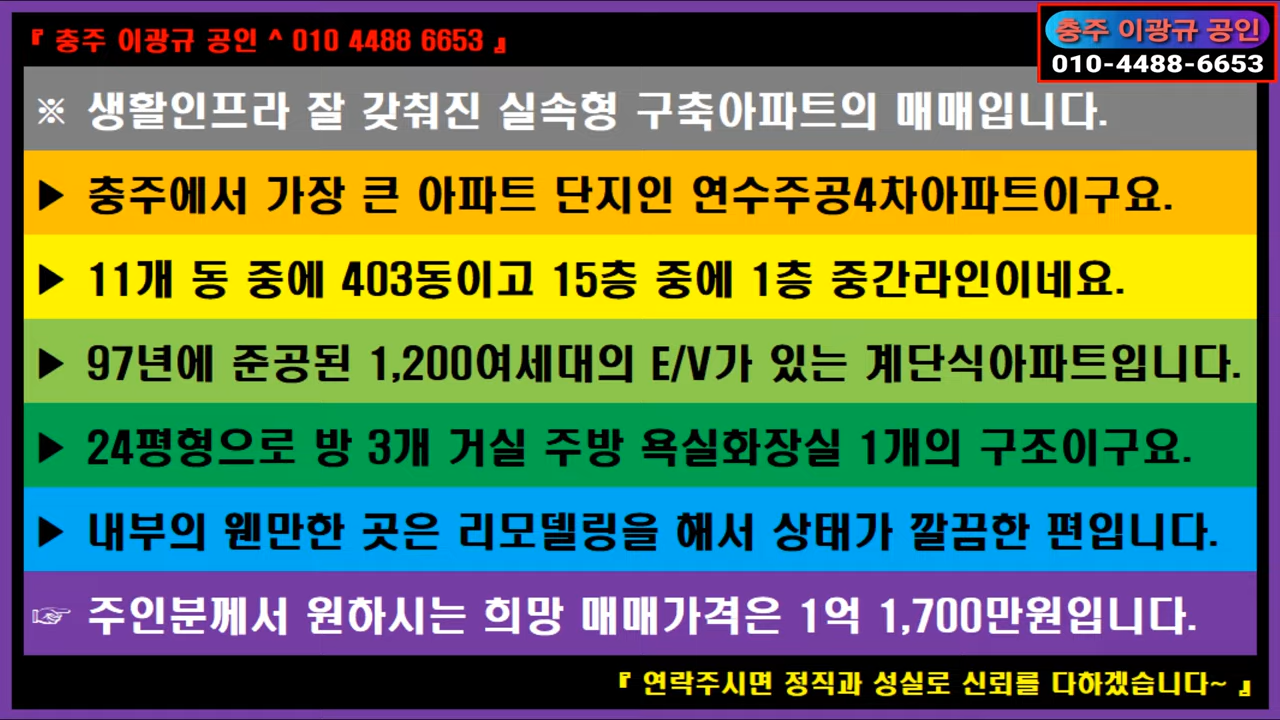 『 충주 이광규 공인 ^ 010 4488 6653 』
충주 이광규 공인
010-4488-6653
※ 생활인프라 잘 갖춰진 실속형 구축아파트의 매매입니다.
▶ 충주에서 가장 큰 아파트 단지인 연수주공4차아파트이구요.
▶ 11개 동 중에 403동이고 15층 중에 1층 중간라인이네요.
▶ 97년에 준공된 1,200여세대의 E/V가 있는 계단식아파트입니다.
▶ 24평형으로 방 3개 거실 주방 욕실화장실 1개의 구조이구요.
▶ 내부의 웬만한 곳은 리모델링을 해서 상태가 깔끔한 편입니다.
☞ 주인분께서 원하시는 희망 매매가격은 1억 1,700만원입니다.
『 연락주시면 정직과 성실로 신뢰를 다하겠습니다~ 』